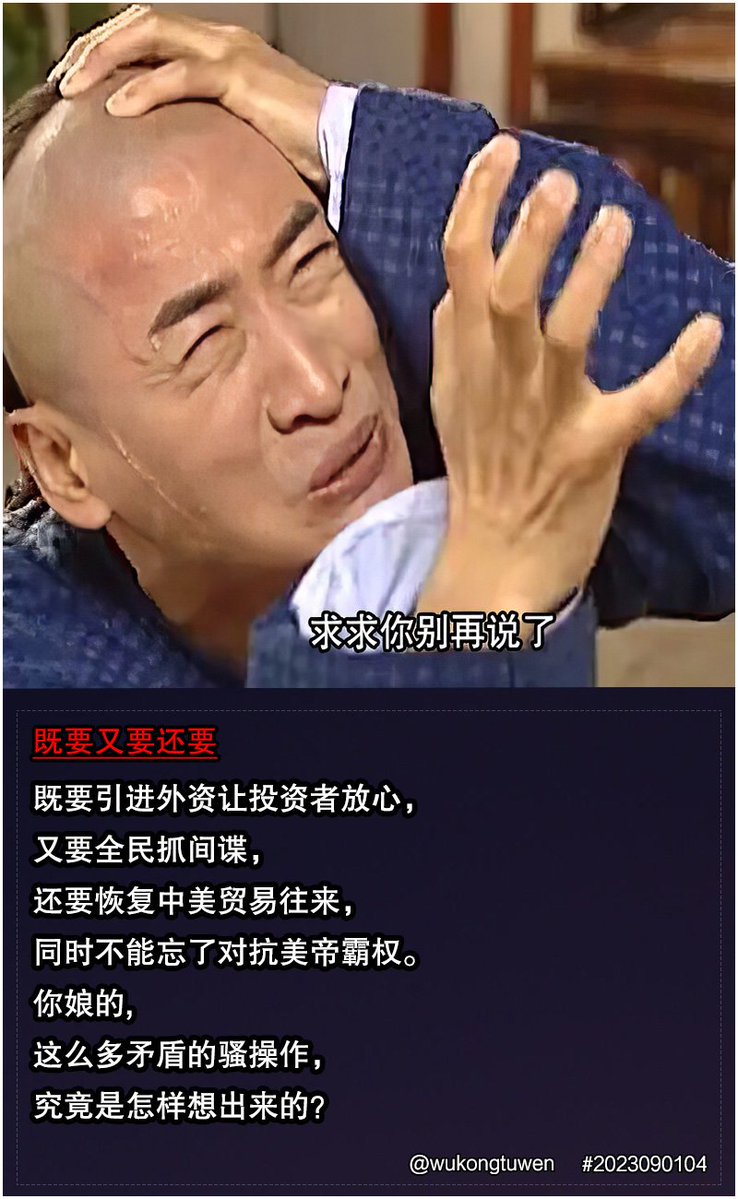 求求你别再说了
既要又要还要
既要引进外资让投资者放心，
又要全民抓间谍，
还要恢复中美贸易往来，
同时不能忘了对抗美帝霸权。
你娘的，
这么多矛盾的骚操作，
究竟是怎样想出来的？
@wukongtuwen #2023090104